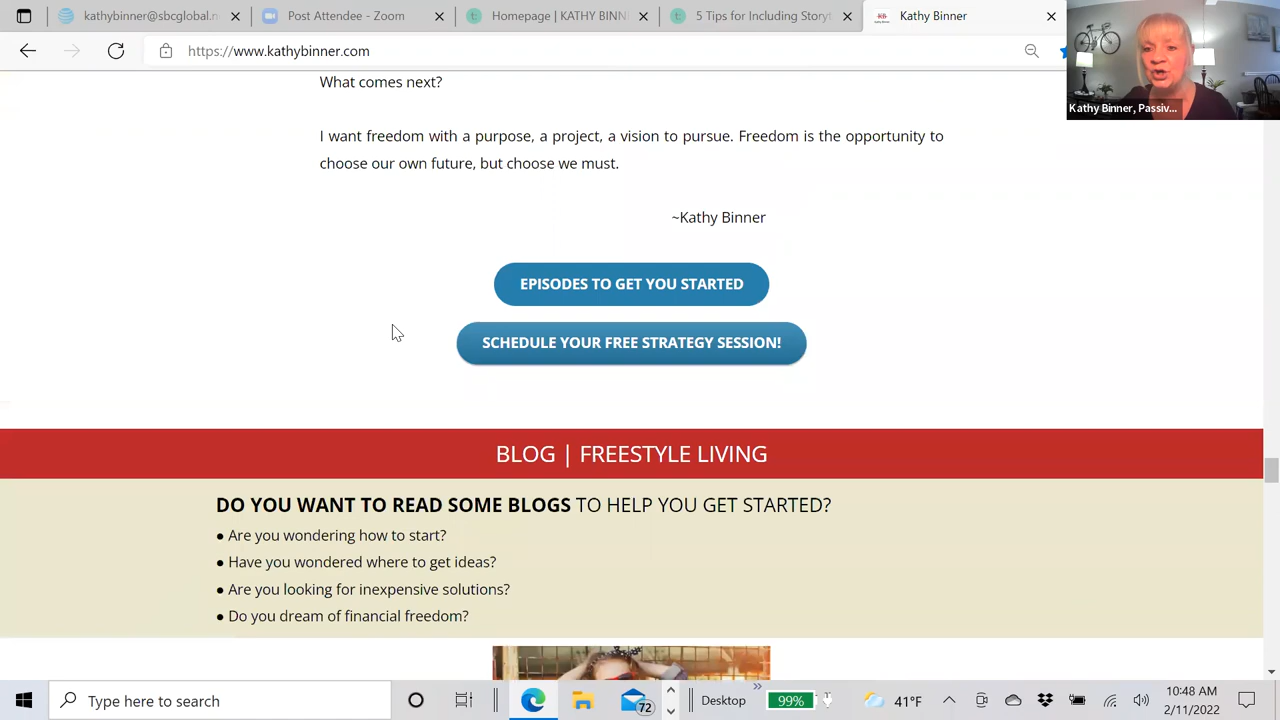 kathybinner@sbcglobal.n
Post Attendee - Zoom
Homepage | KATHY BINN
5 Tips for Including Storyt
Kathy Binner
https://www.kathybinner.com
Kathy Binner, Passiv...
What comes next?
I want freedom with a purpose, a project, a vision to pursue. Freedom is the opportunity to
choose our own future, but choose we must.
~Kathy Binner
EPISODES TO GET YOU STARTED
SCHEDULE YOUR FREE STRATEGY SESSION!
BLOG | FREESTYLE LIVING
DO YOU WANT TO READ SOME BLOGS TO HELP YOU GET STARTED?
● Are you wondering how to start?
● Have you wondered where to get ideas?
● Are you looking for inexpensive solutions?
● Do you dream of financial freedom?
Type here to search
72
Desktop
99%
41°F
10:48 AM
2/11/2022